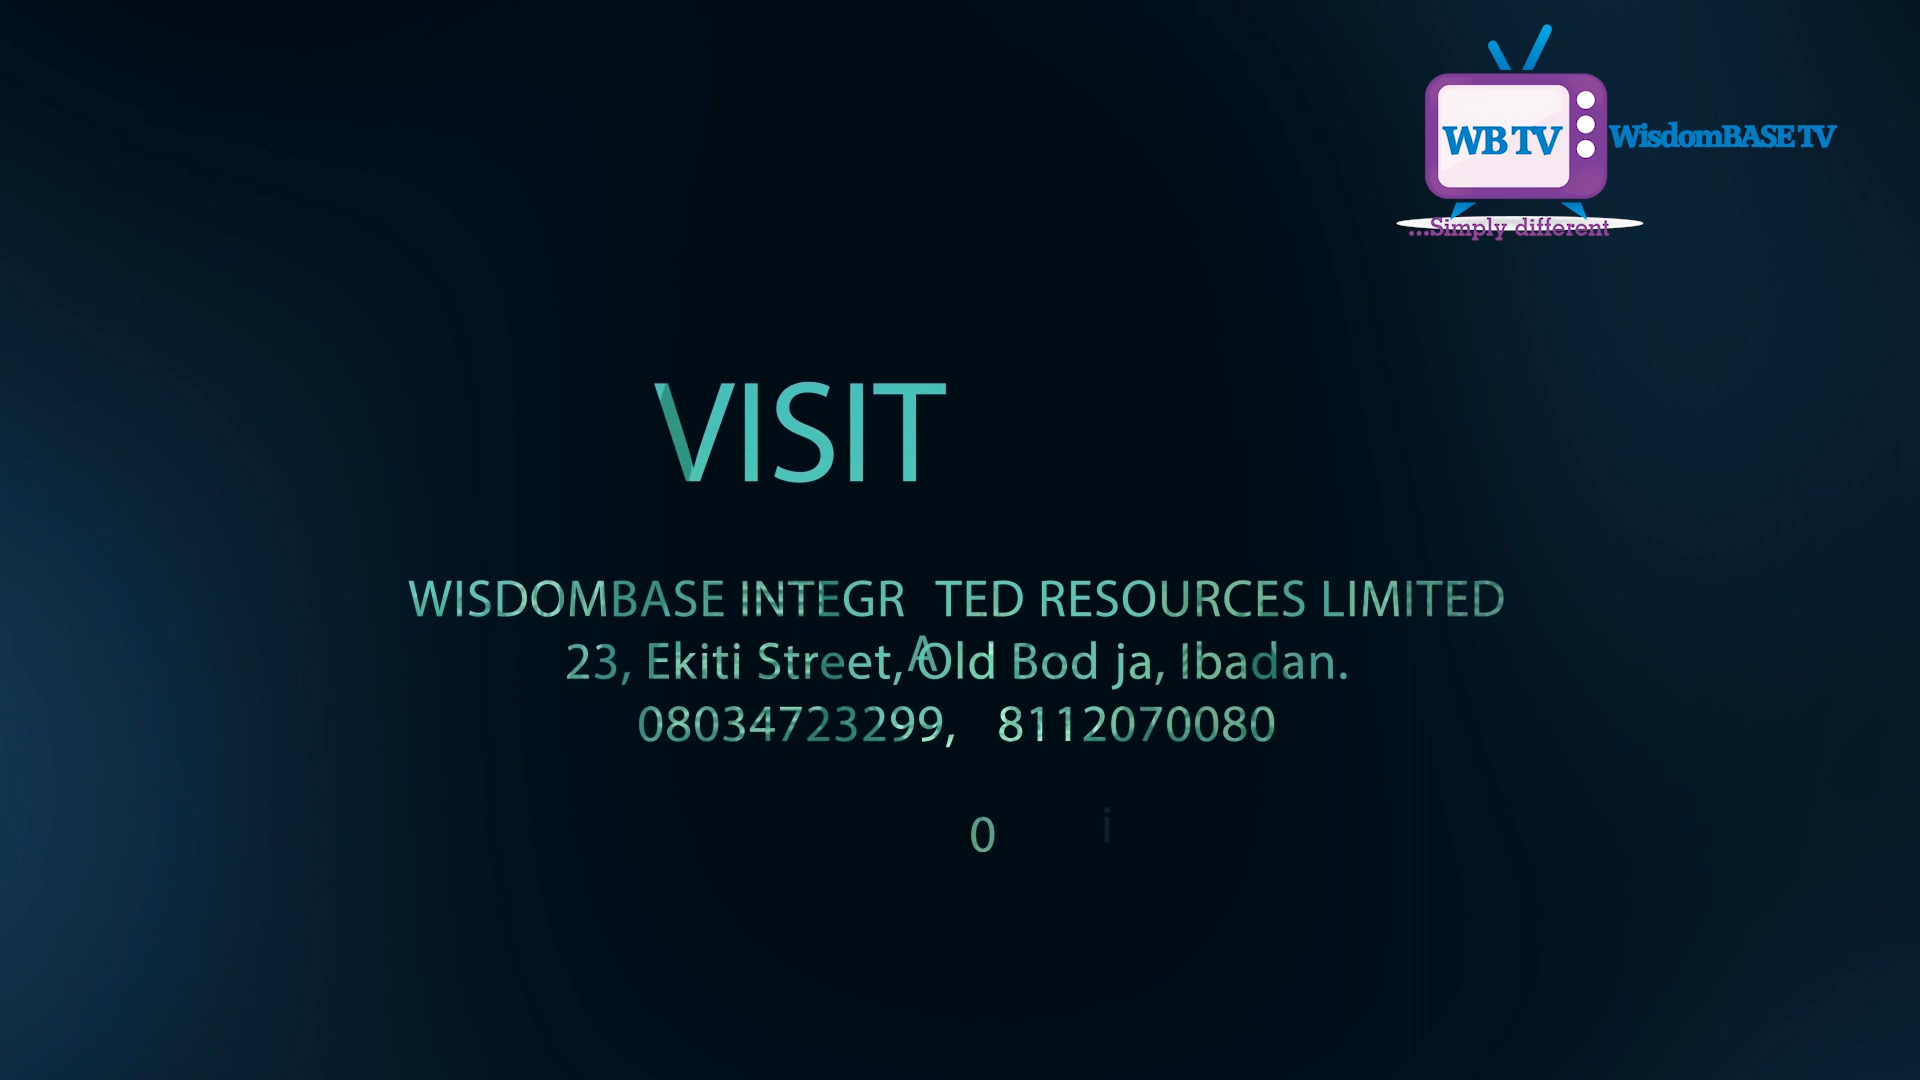 WB TV
WisdomBASE TV
...Simply different
VISIT
WISDOMBASE INTEGR TED RESOURCES LIMITED
A
23, Ekiti Street, Old Bod ja, Ibadan.
08034723299, 8112070080
0 i